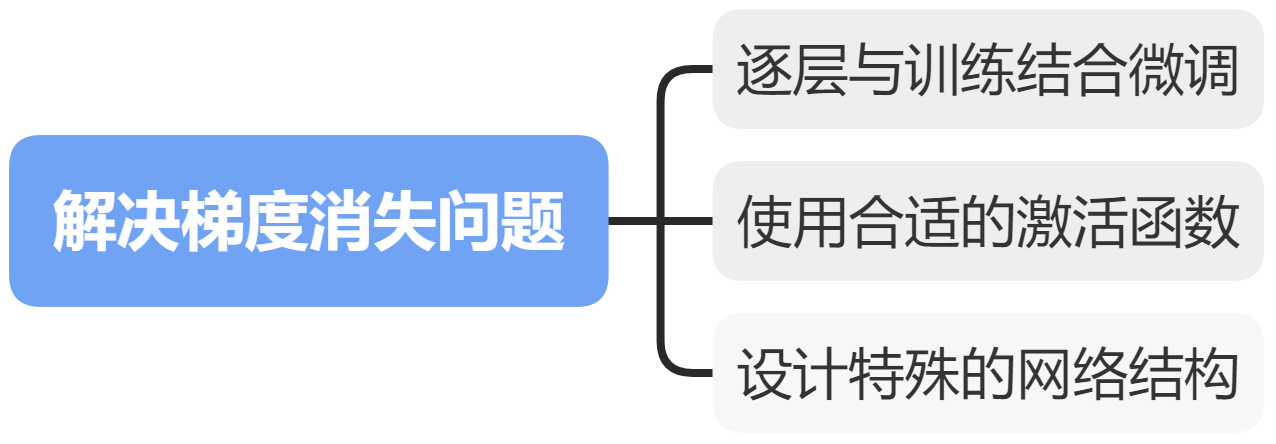 解决梯度消失问题
逐层与训练结合微调
使用合适的激活函数
设计特殊的网络结构